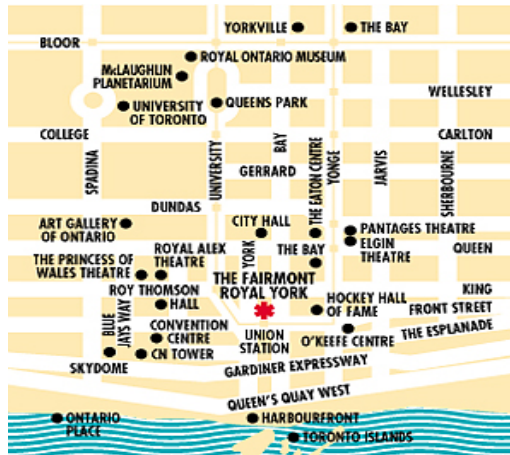 YORKVILLE
THE BAY
BLOOR
ROYAL ONTARIO MUSEUM
McLAUGHLIN
PLANETARIUM
WELLESLEY
UNIVERSITY
OF TORONTO
QUEENS PARK
COLLEGE
CARLTON
SPADINA
UNIVERSITY
BAY
GERRARD
THE EATON CENTRE
YONGE
JARVIS
SHERBOURNE
DUNDAS
ART GALLERY
OF ONTARIO
CITY HALL
PANTAGES THEATRE
ELGIN
THEATRE
QUEEN
YORK
THE BAY
ROYAL ALEX
THEATRE
THE PRINCESS OF
WALES THEATRE
THE FAIRMONT
ROYAL YORK
ROY THOMSON
HALL
KING
HOCKEY HALL
OF FAME
FRONT STREET
THE ESPLANADE
BLUE
JAYS WAY
CONVENTION
CENTRE
UNION
STATION
O'KEEFE CENTRE
CN TOWER
SKYDOME
GARDINER EXPRESSWAY
QUEEN'S QUAY WEST
ONTARIO
PLACE
HARBOURFRONT
TORONTO ISLANDS